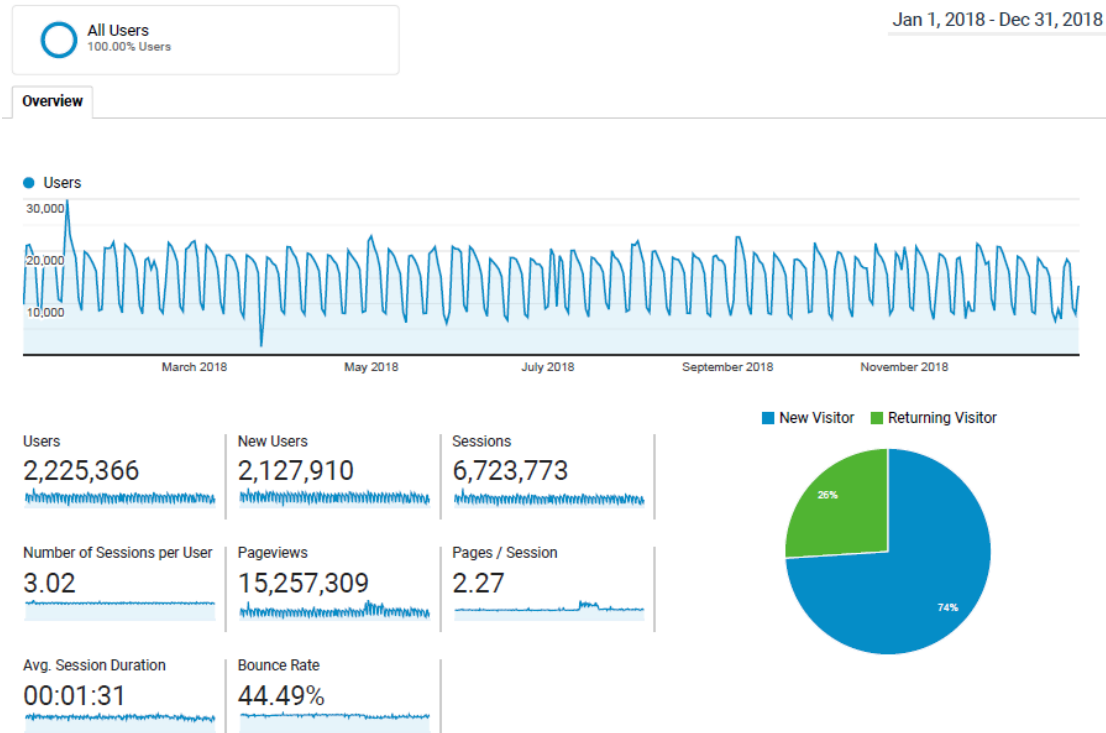 All Users
100.00% Users
Jan 1, 2018 - Dec 31, 2018
Overview
Users
30,000
20,000
10,000
March 2018
May 2018
July 2018
September 2018
November 2018
New Visitor
Returning Visitor
Users
New Users
Sessions
2,225,366
2,127,910
6,723,773
Number of Sessions per User
Pageviews
Pages / Session
3.02
15,257,309
2.27
Avg. Session Duration
Bounce Rate
00:01:31
44.49%
26%
74%